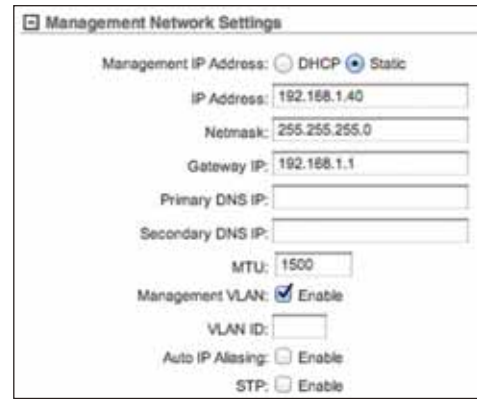 Management Network Settings
Management IP Address: DHCP Static
IP Address: 192.168.1.40
Netmask: 255.255.255.0
Gateway IP: 192.168.1.1
Primary DNS IP:
Secondary DNS IP:
MTU: 1500
Management VLAN: Enable
VLAN ID:
Auto IP Aliasing: Enable
STP: Enable